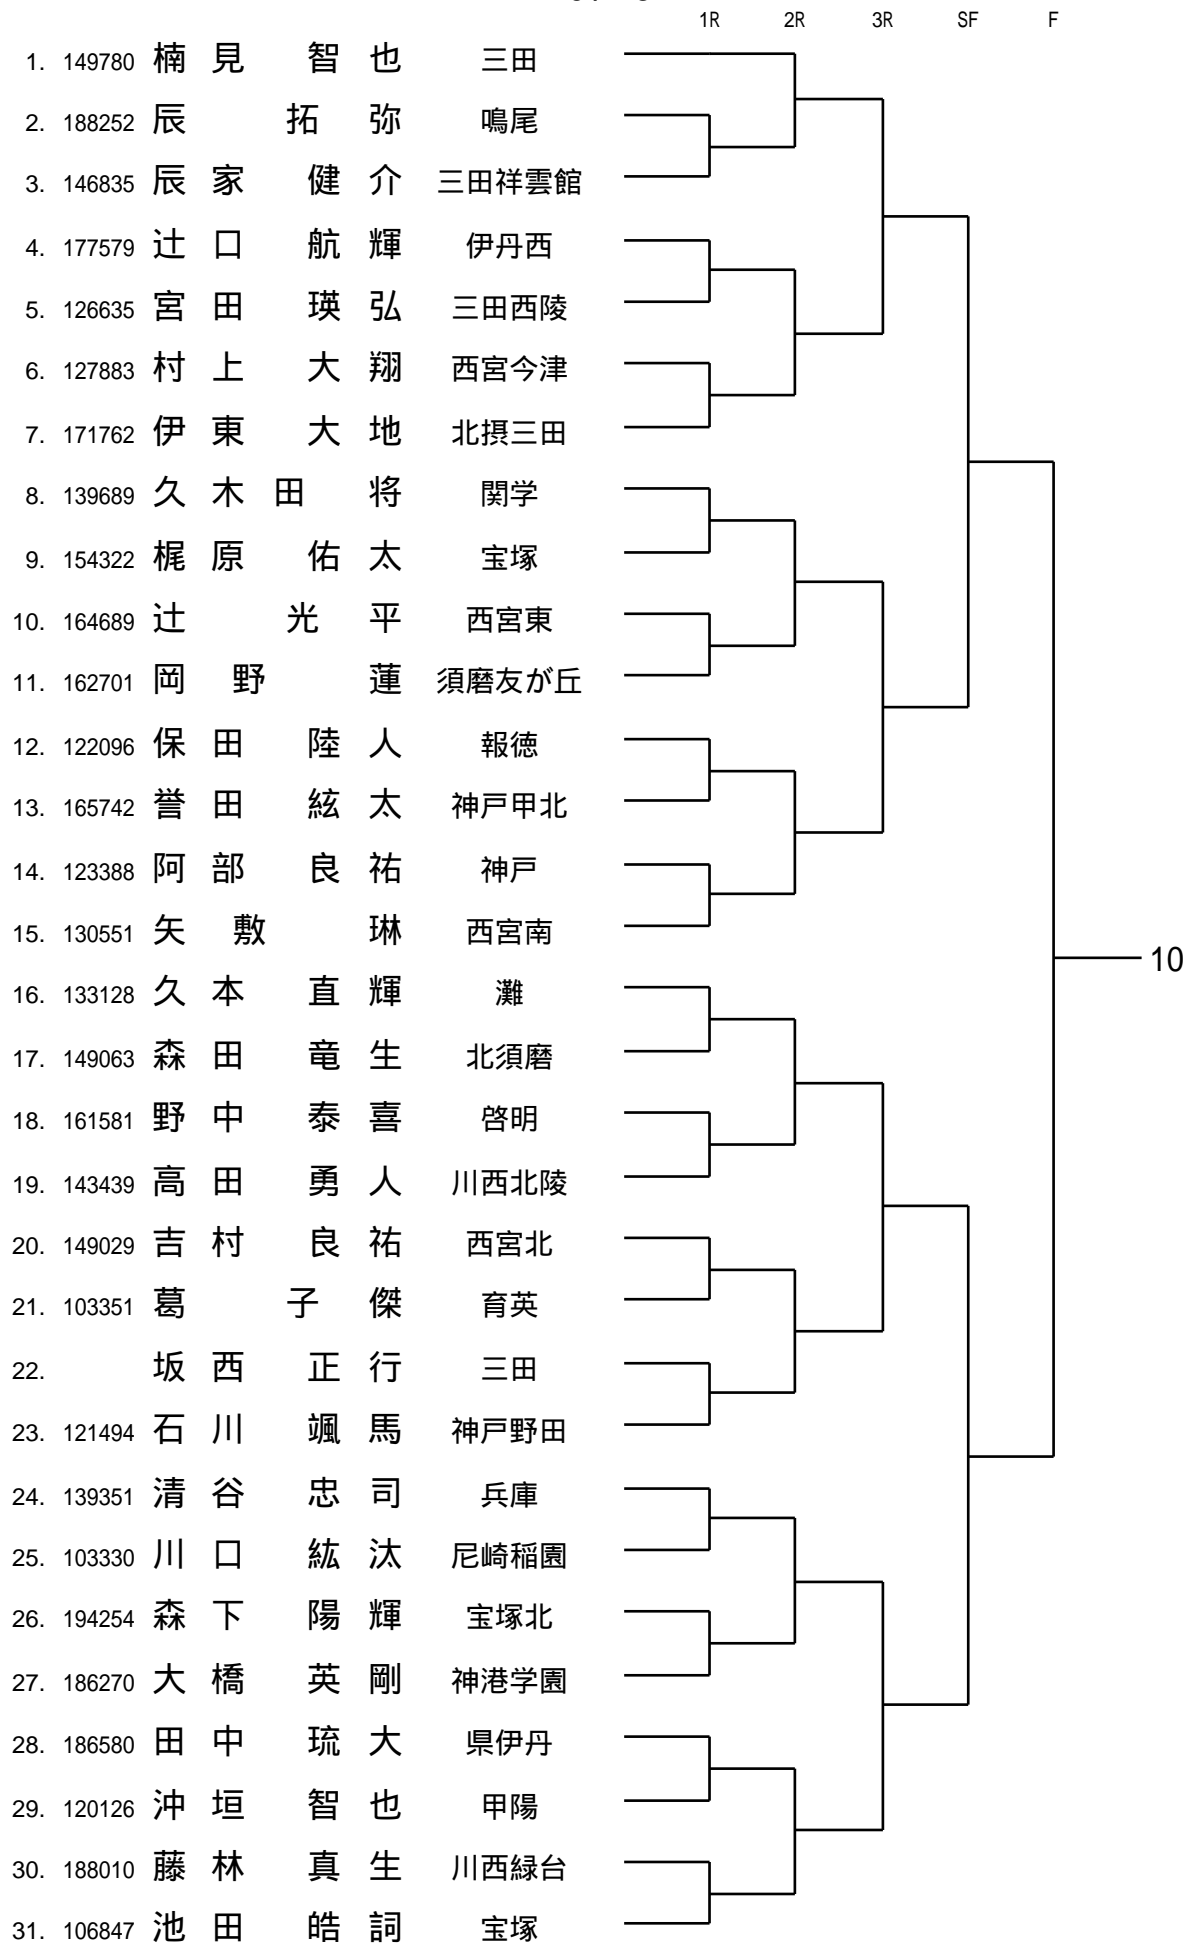 1R 2R 3R SF F
1. 149780 楠見 智也 三田
2. 188252 辰 拓弥 鳴尾
3. 146835 辰家 健介 三田祥雲館
4. 177579 辻口 航輝 伊丹西
5. 126635 宮田 瑛弘 三田西陵
6. 127883 村上 大翔 西宮今津
7. 171762 伊東 大地 北摂三田
8. 139689 久木田 将 関学
9. 154322 梶原 佑太 宝塚
10. 164689 辻 光平 西宮東
11. 162701 岡野 蓮 須磨友が丘
12. 122096 保田 陸人 報徳
13. 165742 誉田 絃太 神戸甲北
14. 123388 阿部 良祐 神戸
15. 130551 矢敷 琳 西宮南
10
16. 133128 久本 直輝 灘
17. 149063 森田 竜生 北須磨
18. 161581 野中 泰喜 啓明
19. 143439 高田 勇人 川西北陵
20. 149029 吉村 良祐 西宮北
21. 103351 葛 子傑 育英
22. 坂西 正行 三田
23. 121494 石川 颯馬 神戸野田
24. 139351 清谷 忠司 兵庫
25. 103330 川口 紘汰 尼崎稲園
26. 194254 森下 陽輝 宝塚北
27. 186270 大橋 英剛 神港学園
28. 186580 田中 琉大 県伊丹
29. 120126 沖垣 智也 甲陽
30. 188010 藤林 真生 川西緑台
31. 106847 池田 皓詞 宝塚